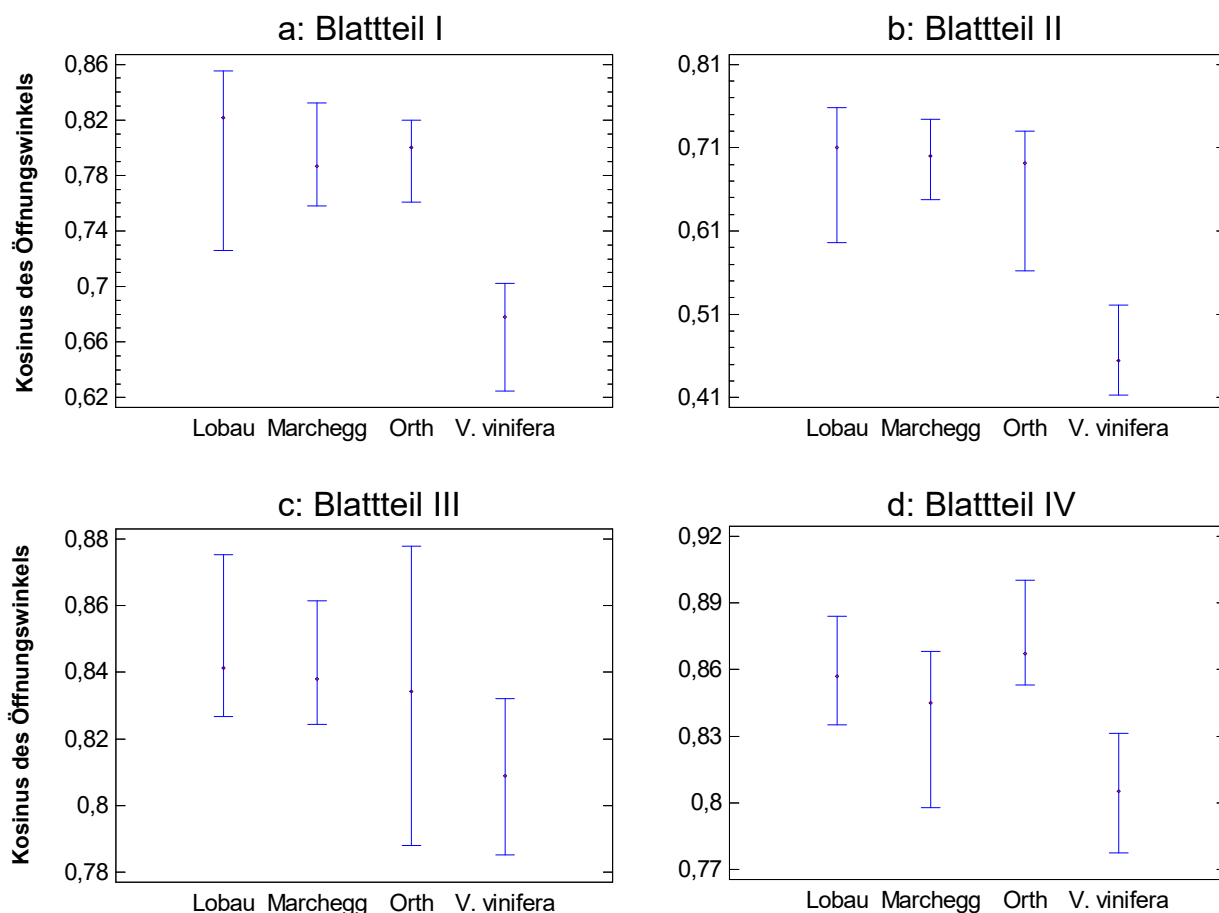 a: Blattteil I
Kosinus des Öffnungswinkels
0,86
0,82
0,78
0,74
0,7
0,66
0,62
Lobau Marchegg Orth V. vinifera
b: Blattteil II
0,81
0,71
0,61
0,51
0,41
Lobau Marchegg Orth V. vinifera
c: Blattteil III
Kosinus des Öffnungswinkels
0,88
0,86
0,84
0,82
0,8
0,78
Lobau Marchegg Orth V. vinifera
d: Blattteil IV
0,92
0,89
0,86
0,83
0,8
0,77
Lobau Marchegg Orth V. vinifera